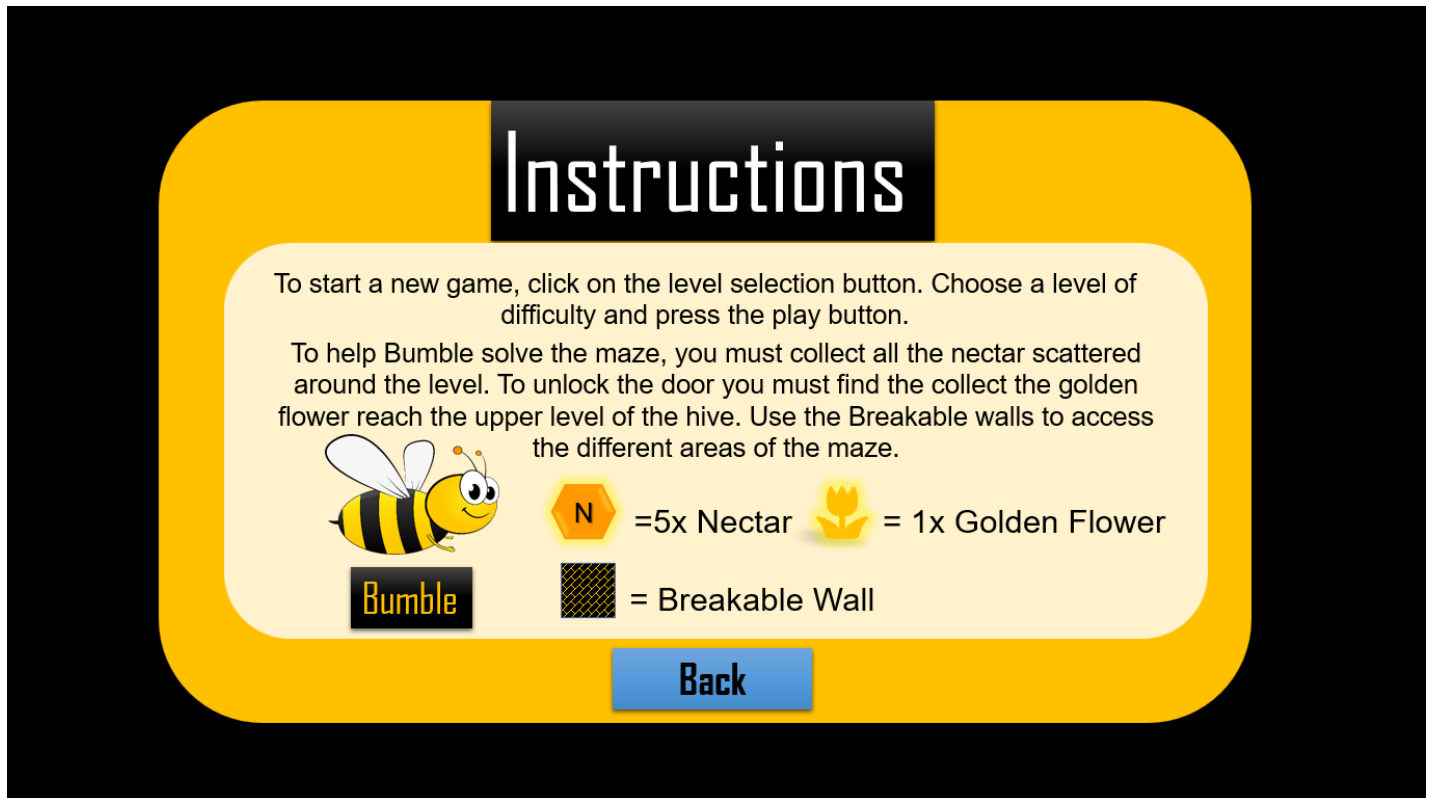 Instructions
To start a new game, click on the level selection button. Choose a level of
difficulty and press the play button.
To help Bumble solve the maze, you must collect all the nectar scattered
around the level. To unlock the door you must find the collect the golden
flower reach the upper level of the hive. Use the Breakable walls to access
the different areas of the maze.
N =5x Nectar = 1x Golden Flower
Bumble = Breakable Wall
Back